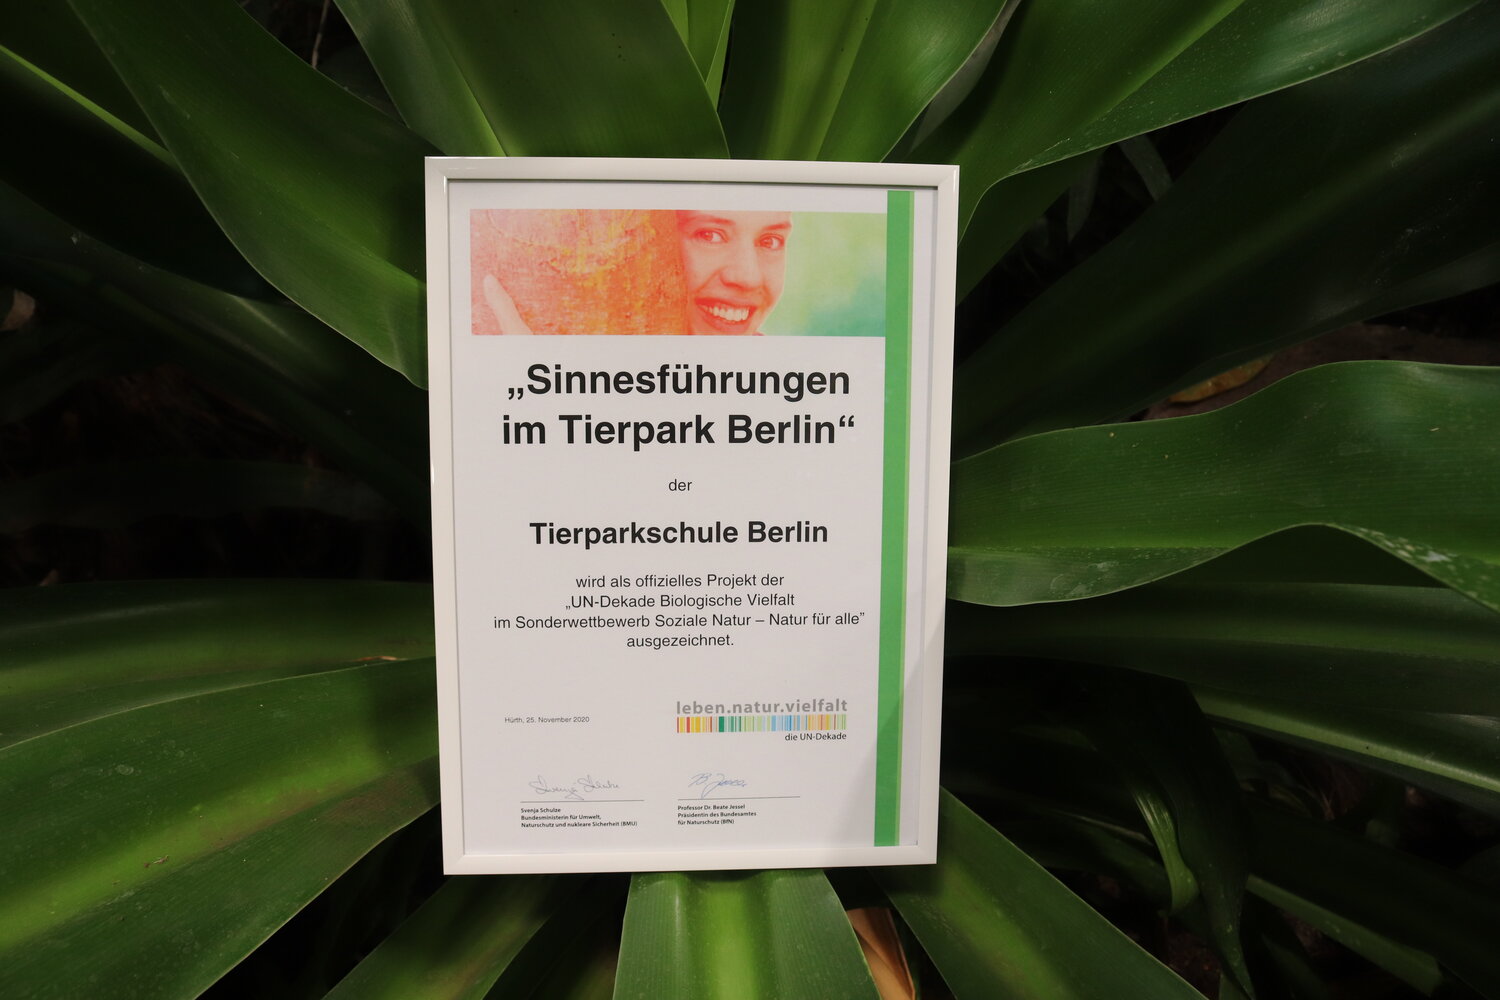 „Sinnesführungen
im Tierpark Berlin“
der
Tierparkschule Berlin
wird als offizielles Projekt der
„UN-Dekade Biologische Vielfalt
im Sonderwettbewerb Soziale Natur – Natur für alle”
ausgezeichnet.
leben.natur.vielfalt
die UN-Dekade
Hürth, 25. November 2020
Svenja Schulze
Bundesministerin für Umwelt,
Naturschutz und nukleare Sicherheit (BMU)
Professor Dr. Beate Jessel
Präsidentin des Bundesamtes
für Naturschutz (BfN)